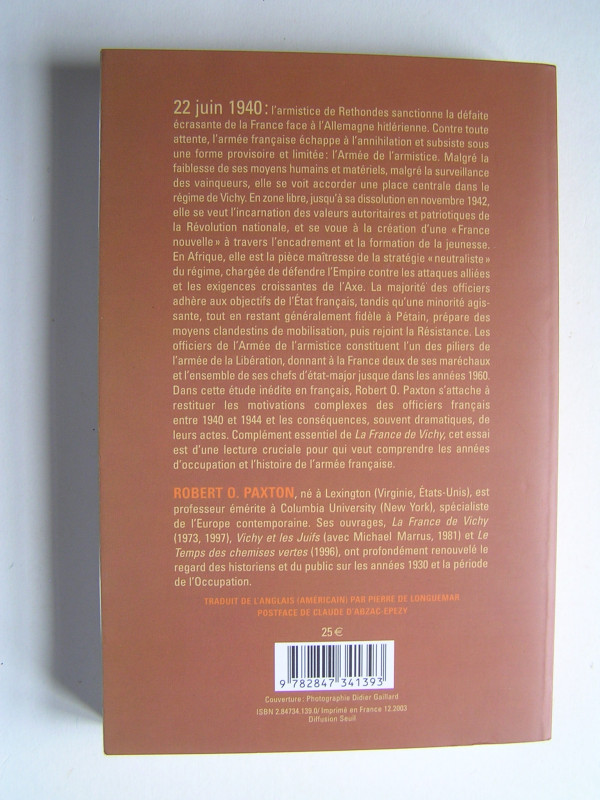 22 juin 1940 : l'armistice de Rethondes sanctionne la défaite
écrasante de la France face à l'Allemagne hitlérienne. Contre toute
attente, l'armée française échappe à l'annihilation et subsiste sous
une forme provisoire et limitée : l'Armée de l'armistice. Malgré la
faiblesse de ses moyens humains et matériels, malgré la surveillance
des vainqueurs, elle se voit accorder une place centrale dans le
régime de Vichy. En zone libre, jusqu'à sa dissolution en novembre 1942,
elle se veut l'incarnation des valeurs autoritaires et patriotiques de
la Révolution nationale, et se voue à la création d'une « France
nouvelle » à travers l'encadrement et la formation de la jeunesse.
En Afrique, elle est la pièce maîtresse de la stratégie « neutraliste »
du régime, chargée de défendre l'Empire contre les attaques alliées
et les exigences croissantes de l'Axe. La majorité des officiers
adhère aux objectifs de l'État français, tandis qu'une minorité agis-
sante, tout en restant généralement fidèle à Pétain, prépare des
moyens clandestins de mobilisation, puis rejoint la Résistance. Les
officiers de l'Armée de l'armistice constituent l'un des piliers de
l'armée de la Libération, donnant à la France deux de ses maréchaux
et l'ensemble de ses chefs d'état-major jusque dans les années 1960.
Dans cette étude inédite en français, Robert O. Paxton s'attache à
restituer les motivations complexes des officiers français
entre 1940 et 1944 et les conséquences, souvent dramatiques, de
leurs actes. Complément essentiel de La France de Vichy, cet essai
est d'une lecture cruciale pour qui veut comprendre les années
d'occupation et l'histoire de l'armée française.
ROBERT O. PAXTON, né à Lexington (Virginie, États-Unis), est
professeur émérite à Columbia University (New York), spécialiste
de l'Europe contemporaine. Ses ouvrages, La France de Vichy
(1973, 1997), Vichy et les Juifs (avec Michael Marrus, 1981) et Le
Temps des chemises vertes (1996), ont profondément renouvelé le
regard des historiens et du public sur les années 1930 et la période
de l'Occupation.
TRADUIT DE L'ANGLAIS (AMÉRICAIN) PAR PIERRE DE LONGUEMAR
POSTFACE DE CLAUDE D'ABZAC-EPEZY
25 €
9 782847 341393
Couverture : Photographie Didier Gaillard
ISBN 2.84734.139.0/ Imprimé en France 12.2003
Diffusion Seuil